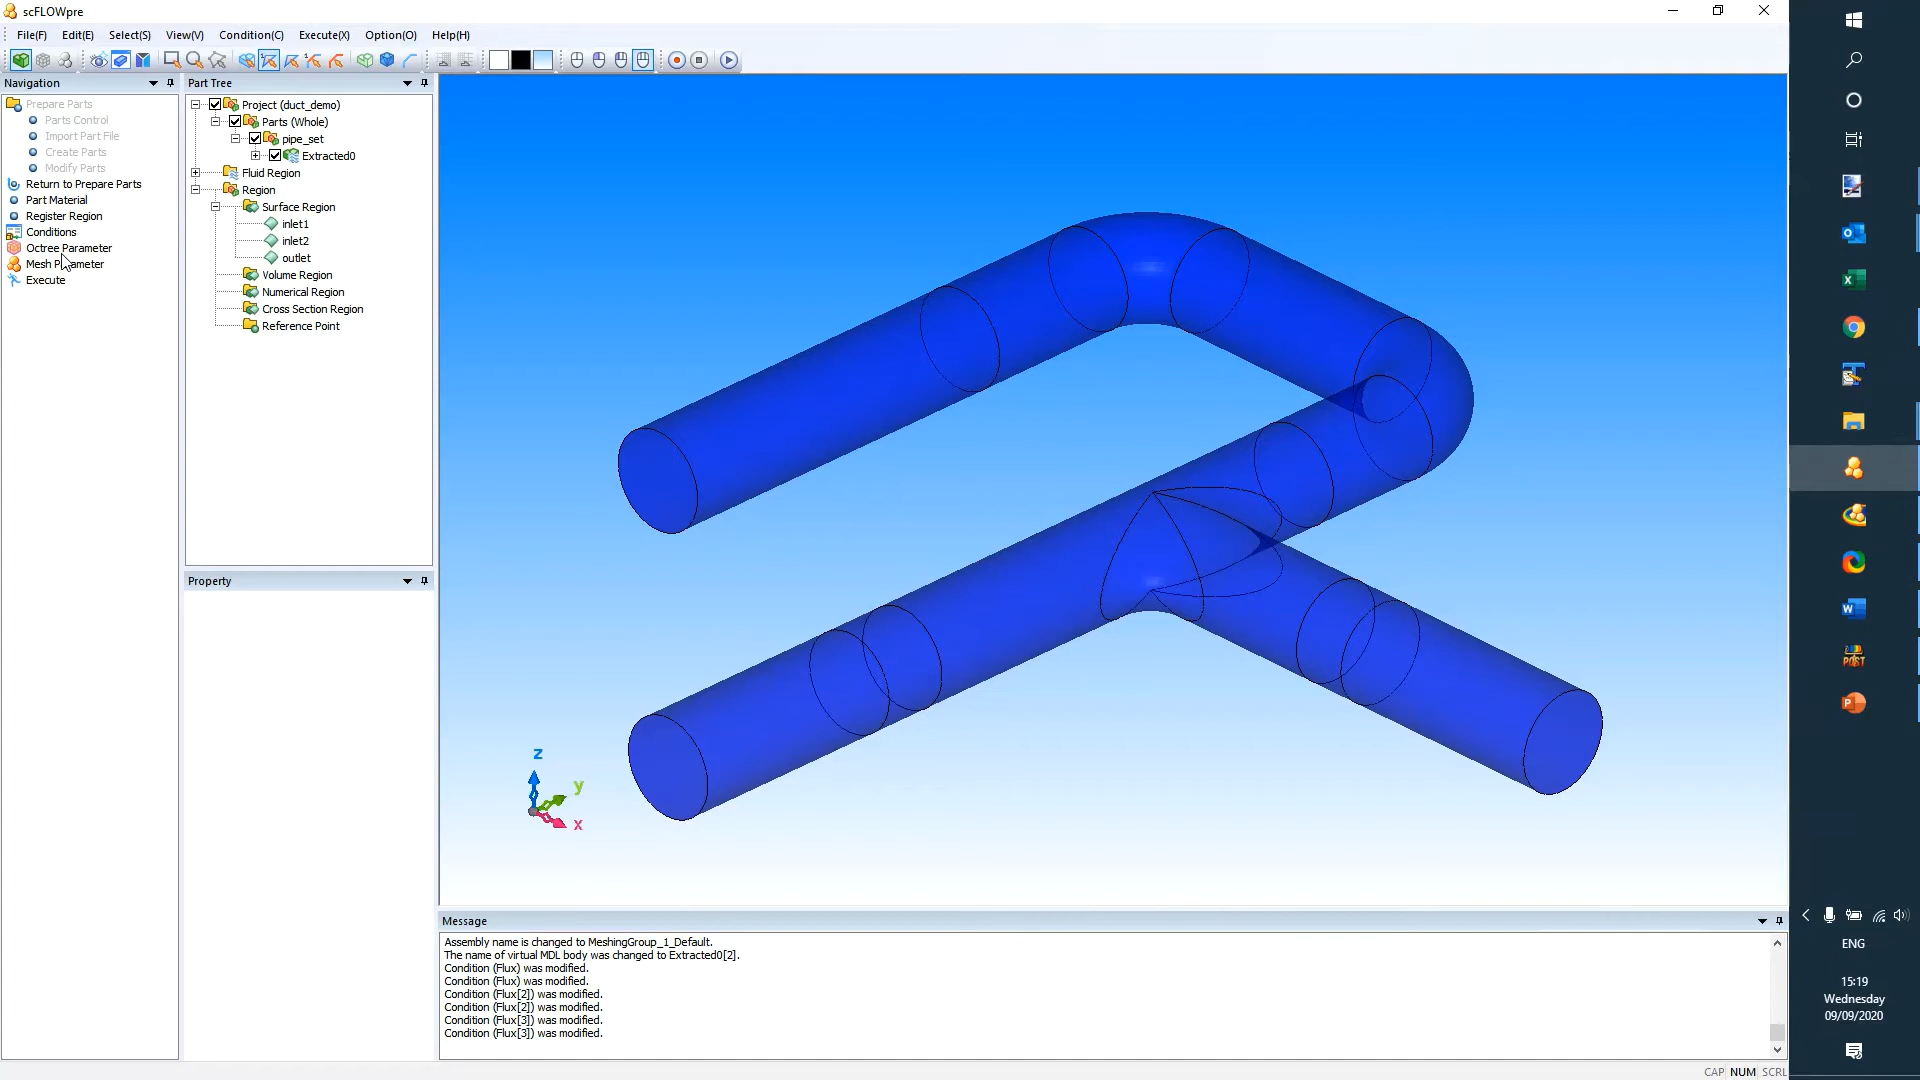 scFLOWpre
File(F) Edit(E) Select(S) View(V) Condition(C) Execute(X) Option(O) Help(H)
Navigation
Prepare Parts
Parts Control
Import Part File
Create Parts
Modify Parts
Return to Prepare Parts
Part Material
Register Region
Conditions
Octree Parameter
Mesh Parameter
Execute
Part Tree
Project (duct_demo)
Parts (Whole)
pipe_set
Extracted0
Fluid Region
Region
Surface Region
inlet1
inlet2
outlet
Volume Region
Numerical Region
Cross Section Region
Reference Point
Property
z
y
x
Message
Assembly name is changed to MeshingGroup_1_Default.
The name of virtual MDL body was changed to Extracted0[2].
Condition (Flux) was modified.
Condition (Flux) was modified.
Condition (Flux[2]) was modified.
Condition (Flux[2]) was modified.
Condition (Flux[3]) was modified.
Condition (Flux[3]) was modified.
CAP NUM SCRL
POST
ENG
15:19
Wednesday
09/09/2020